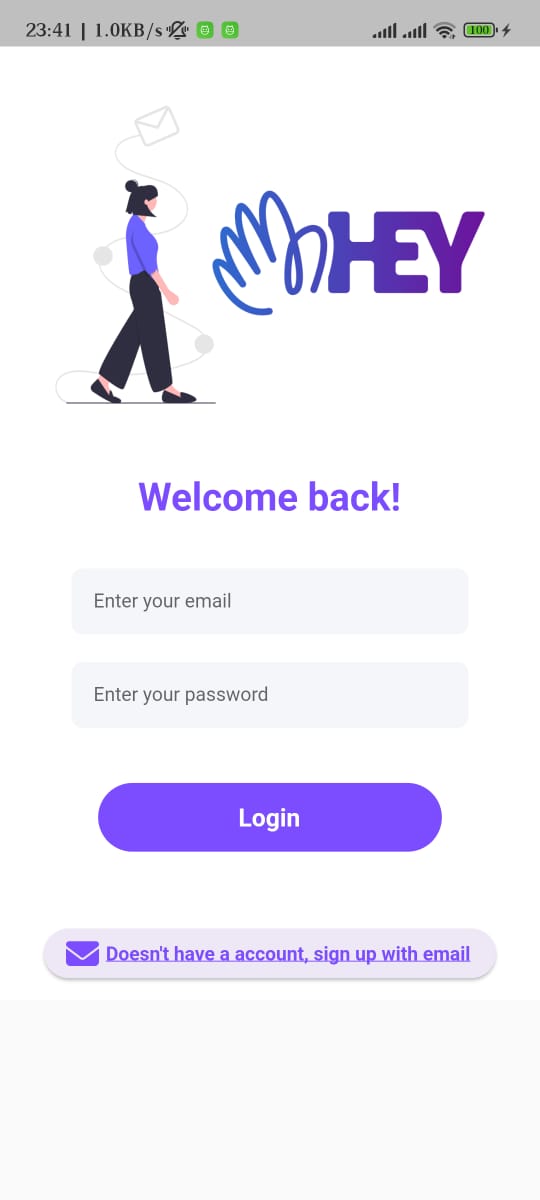 23:41 | 1.0KB/s
100
HEY
Welcome back!
Enter your email
Enter your password
Login
Doesn't have a account, sign up with email